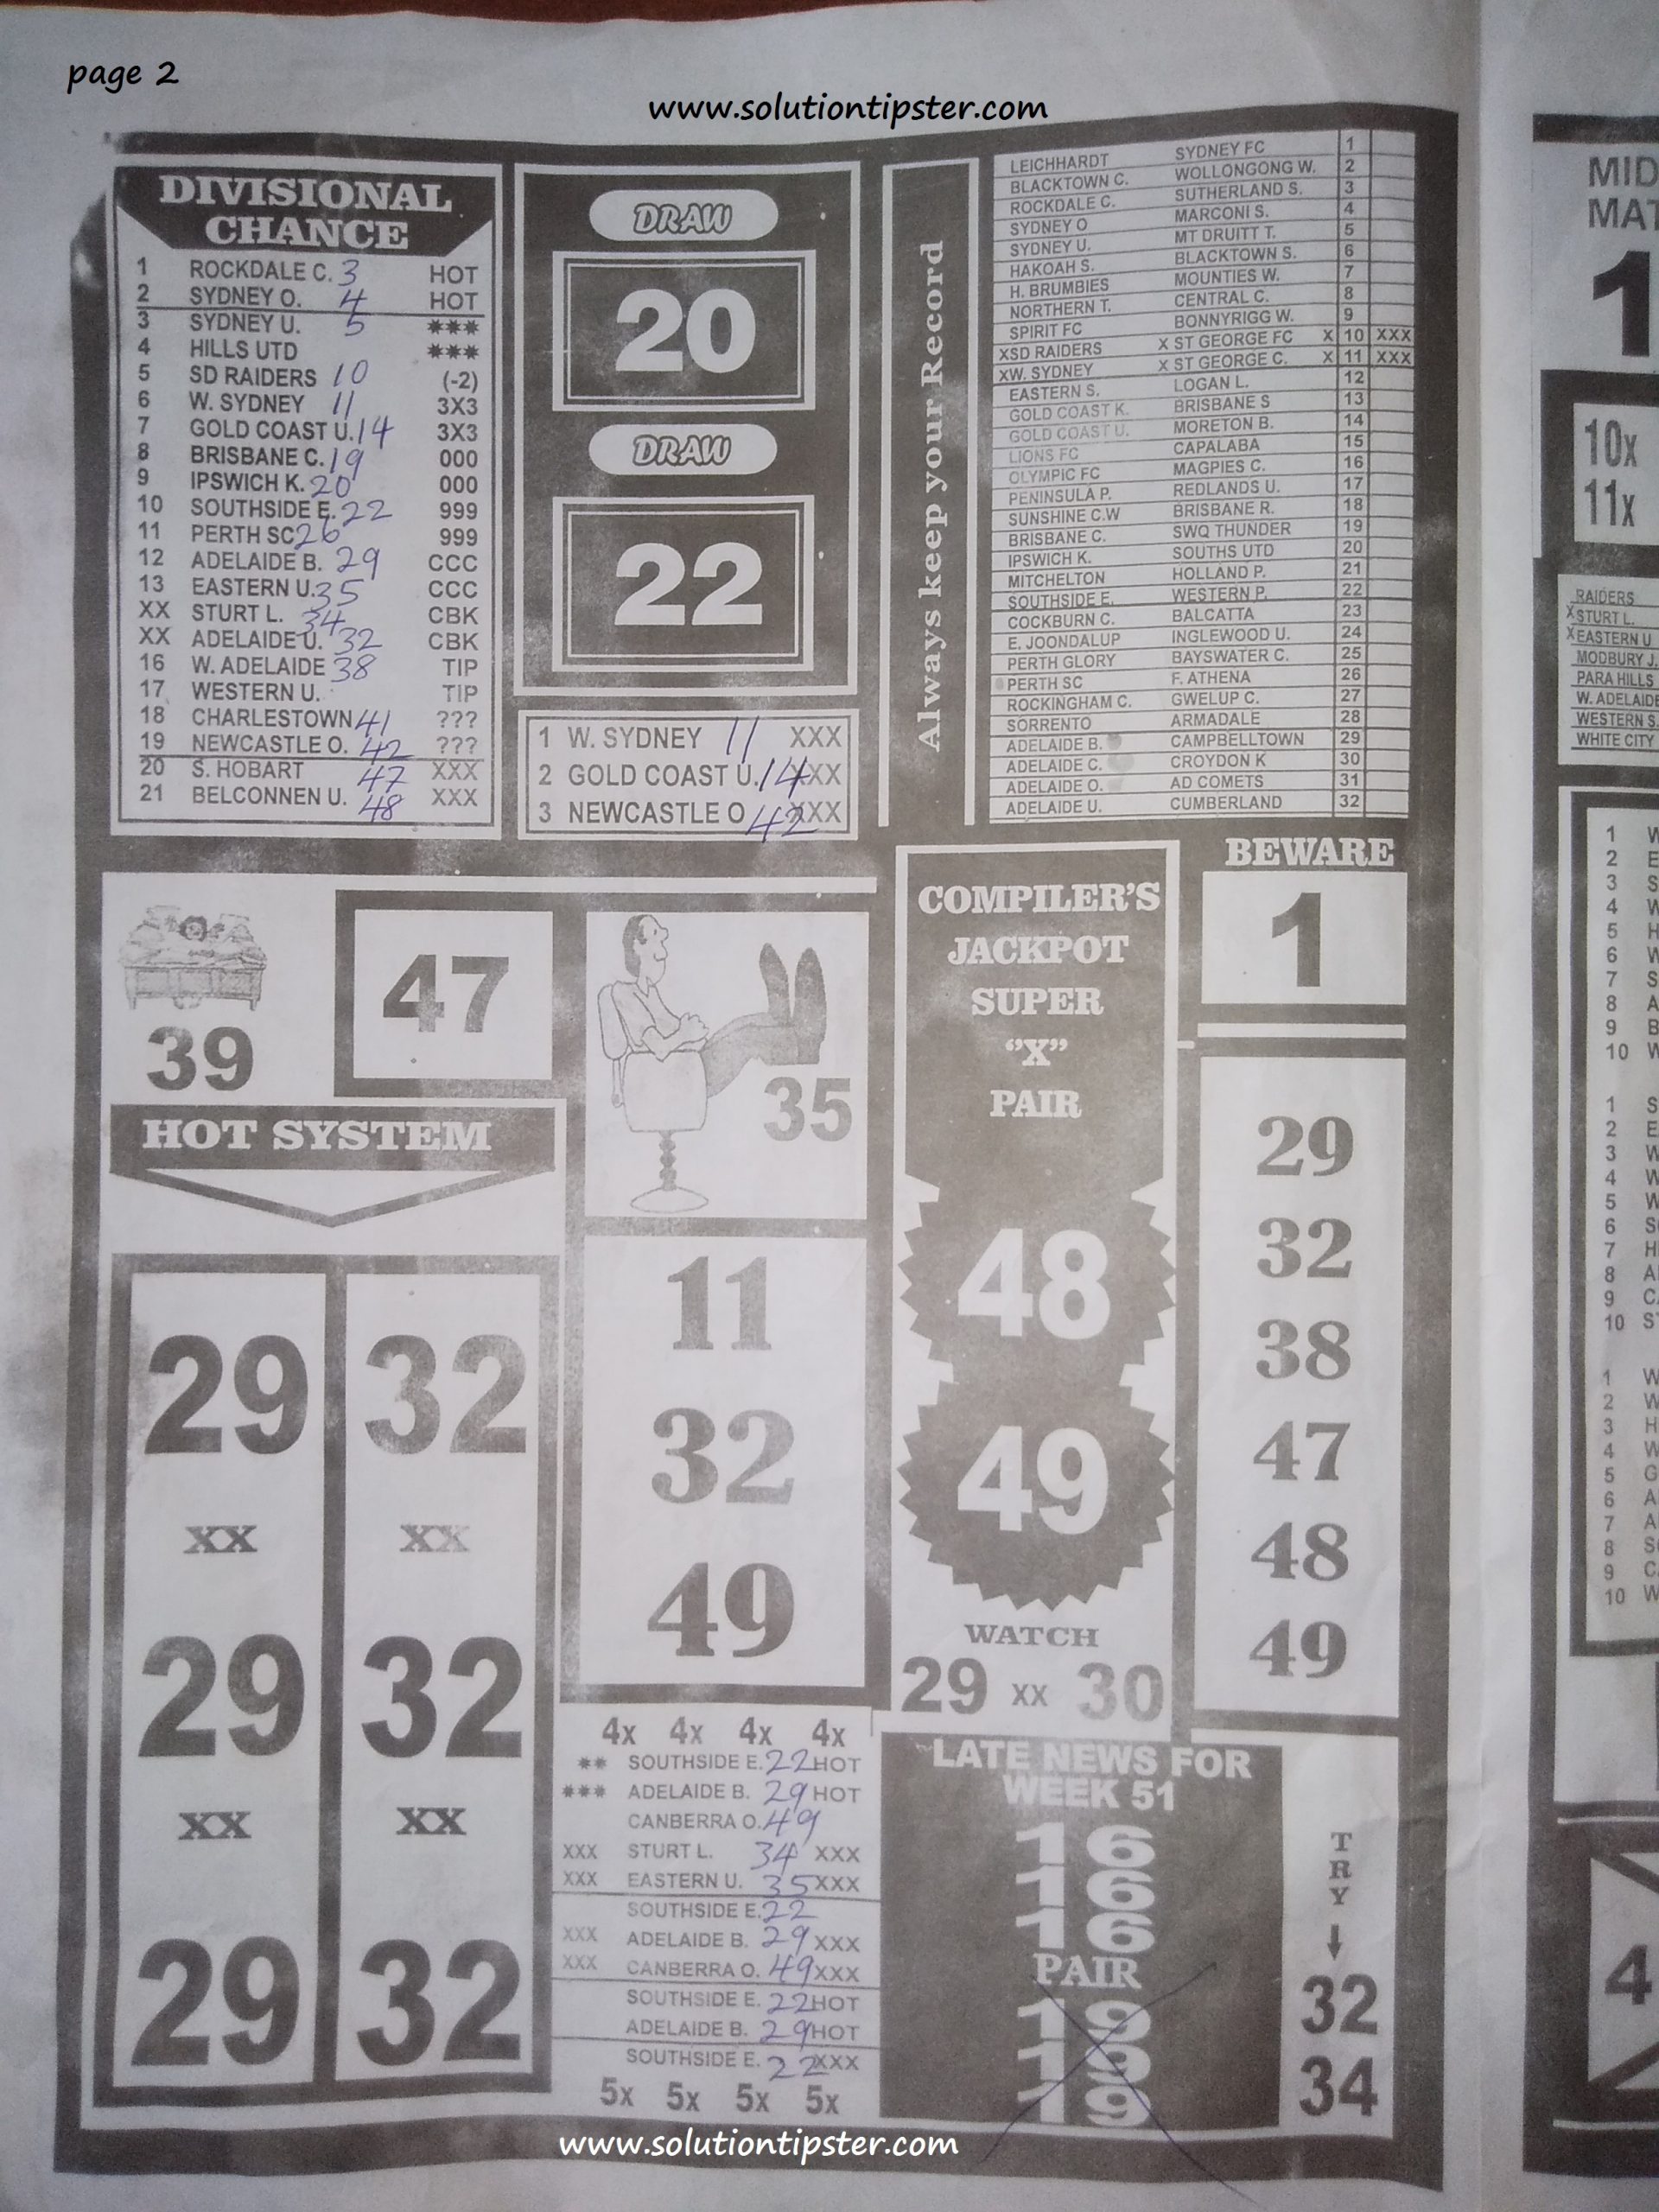 page 2
www.solutiontipster.com
DIVISIONAL
CHANCE
1 ROCKDALE C. 3 HOT
2 SYDNEY O. 4 HOT
3 SYDNEY U. 5 ***
4 HILLS UTD ***
5 SD RAIDERS 10 (-2)
6 W. SYDNEY 11 3X3
7 GOLD COAST U. 14 3X3
8 BRISBANE C. 19 000
9 IPSWICH K. 20 000
10 SOUTHSIDE E. 22 999
11 PERTH SC 26 999
12 ADELAIDE B. 29 CCC
13 EASTERN U. 35 CCC
XX STURT L. 34 CBK
XX ADELAIDE U. 32 CBK
16 W. ADELAIDE 38 TIP
17 WESTERN U. TIP
18 CHARLESTOWN 41 ???
19 NEWCASTLE O. 42 ???
20 S. HOBART 47 XXX
21 BELCONNEN U. 48 XXX
DRAW
20
DRAW
22
1 W. SYDNEY 11 XXX
2 GOLD COAST U. 14 XXX
3 NEWCASTLE O 42 XXX
Always keep your Record
LEICHHARDT SYDNEY FC 1
BLACKTOWN C. WOLLONGONG W. 2
ROCKDALE C. SUTHERLAND S. 3
SYDNEY O MARCONI S. 4
SYDNEY U. MT DRUITT T. 5
HAKOAH S. BLACKTOWN S. 6
H. BRUMBIES MOUNTIES W. 7
NORTHERN T. CENTRAL C. 8
SPIRIT FC BONNYRIGG W. 9
XSD RAIDERS X ST GEORGE FC X 10 XXX
XW. SYDNEY X ST GEORGE C. X 11 XXX
EASTERN S. LOGAN L. 12
GOLD COAST K. BRISBANE S 13
GOLD COAST U. MORETON B. 14
LIONS FC CAPALABA 15
OLYMPIC FC MAGPIES C. 16
PENINSULA P. REDLANDS U. 17
SUNSHINE C.W BRISBANE R. 18
BRISBANE C. SWQ THUNDER 19
IPSWICH K. SOUTHS UTD 20
MITCHELTON HOLLAND P. 21
SOUTHSIDE E. WESTERN P. 22
COCKBURN C. BALCATTA 23
E. JOONDALUP INGLEWOOD U. 24
PERTH GLORY BAYSWATER C. 25
PERTH SC F. ATHENA 26
ROCKINGHAM C. GWELUP C. 27
SORRENTO ARMADALE 28
ADELAIDE B. CAMPBELLTOWN 29
ADELAIDE C. CROYDON K 30
ADELAIDE O. AD COMETS 31
ADELAIDE U. CUMBERLAND 32
39
47
35
HOT SYSTEM
29 32
XX XX
29 32
XX XX
29 32
11
32
49
COMPILER'S
JACKPOT
SUPER
"X"
PAIR
48
49
WATCH
29 XX 30
BEWARE
1
29
32
38
47
48
49
4x 4x 4x 4x
** SOUTHSIDE E. 22 HOT
*** ADELAIDE B. 29 HOT
CANBERRA O. 49
XXX STURT L. 34 XXX
XXX EASTERN U. 35 XXX
SOUTHSIDE E. 22
XXX ADELAIDE B. 29 XXX
XXX CANBERRA O. 49 XXX
SOUTHSIDE E. 22 HOT
ADELAIDE B. 29 HOT
SOUTHSIDE E. 22 XXX
5x 5x 5x 5x
LATE NEWS FOR
WEEK 51
16
16
16
PAIR
19
19
19
TRY
32
34
www.solutiontipster.com
MID
1
10x
11x
RAIDERS
XSTURT L.
XEASTERN U
MODBURY J.
PARA HILLS
W. ADELAIDE
WESTERN S.
WHITE CITY
4